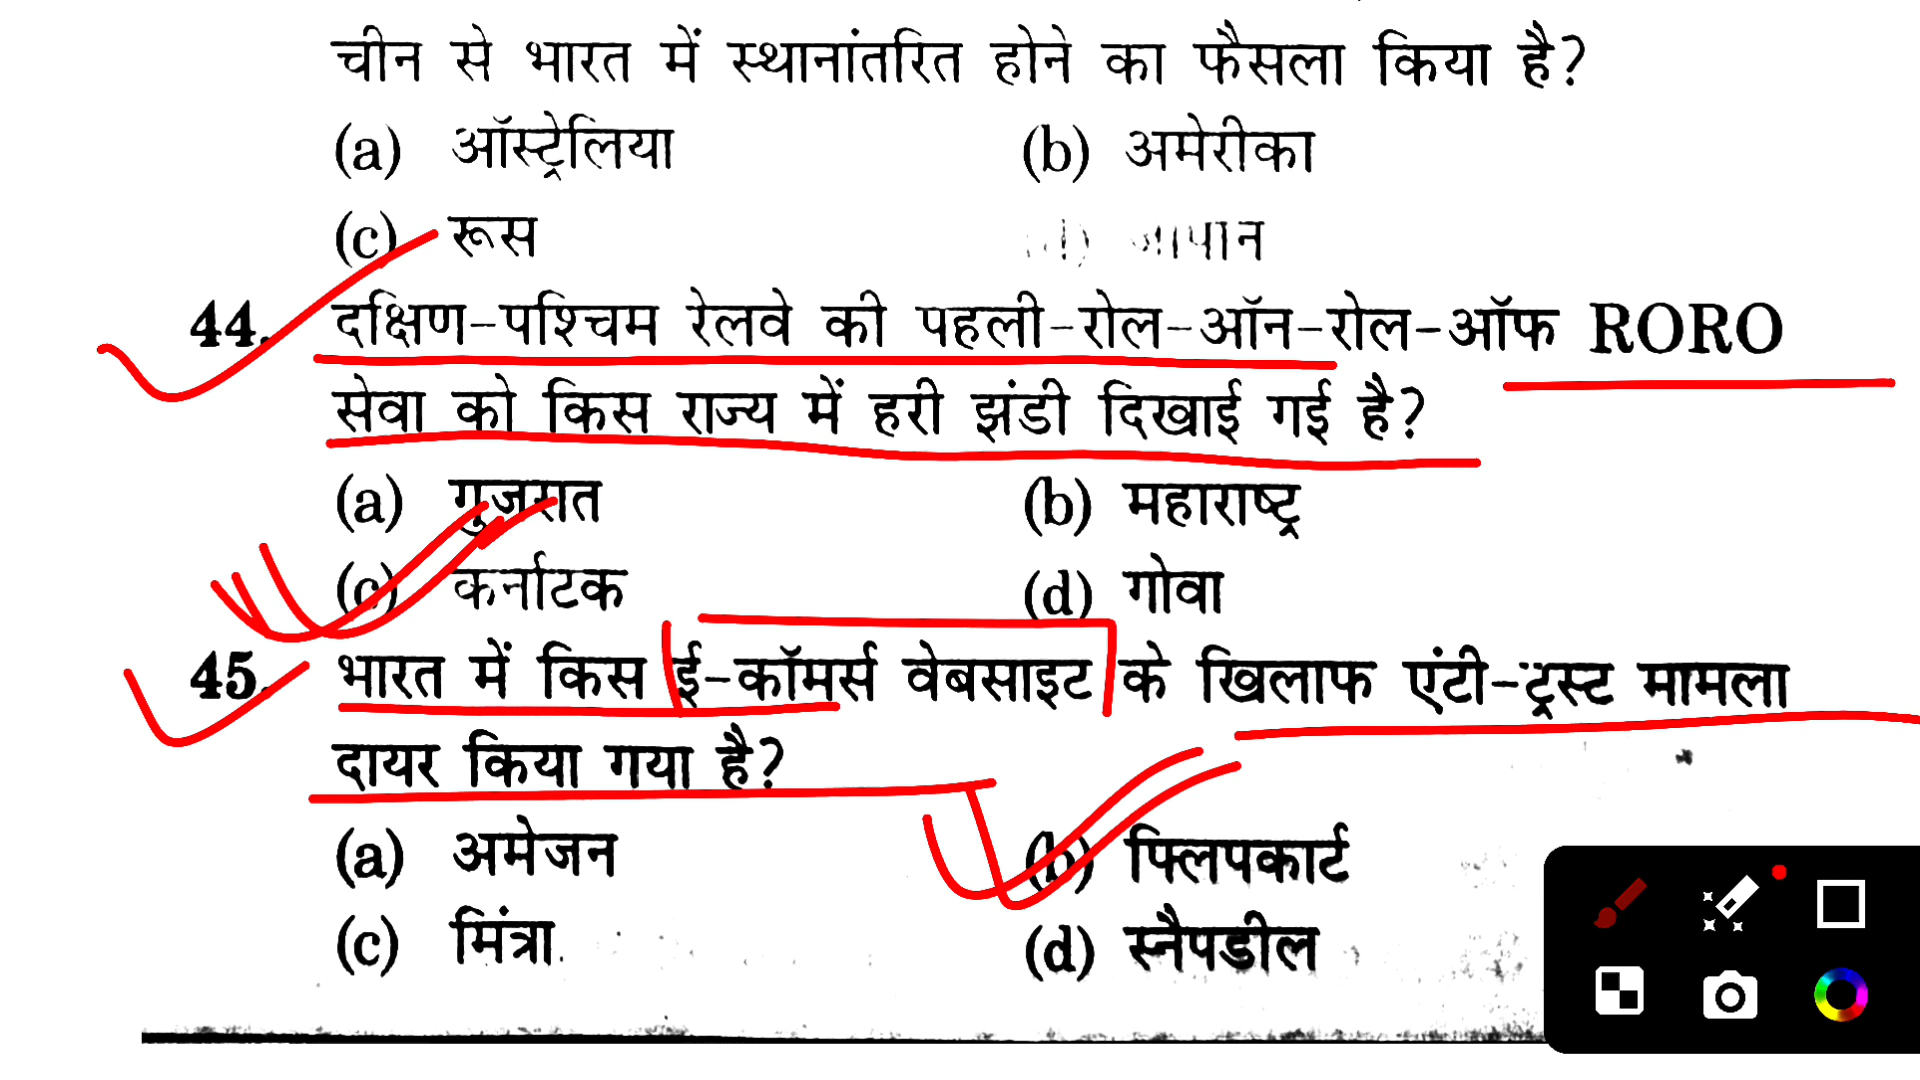 चीन से भारत में स्थानांतरित होने का फैसला किया है?
(a) ऑस्ट्रेलिया (b) अमेरीका
(c) रूस
44. दक्षिण-पश्चिम रेलवे की पहली-रोल-ऑन-रोल-ऑफ RORO
सेवा को किस राज्य में हरी झंडी दिखाई गई है?
(a) गुजरात (b) महाराष्ट्र
(c) कर्नाटक (d) गोवा
45. भारत में किस ई-कॉमर्स वेबसाइट के खिलाफ एंटी-ट्रस्ट मामला
दायर किया गया है?
(a) अमेजन (b) फ्लिपकार्ट
(c) मिंत्रा (d) स्नैपडील